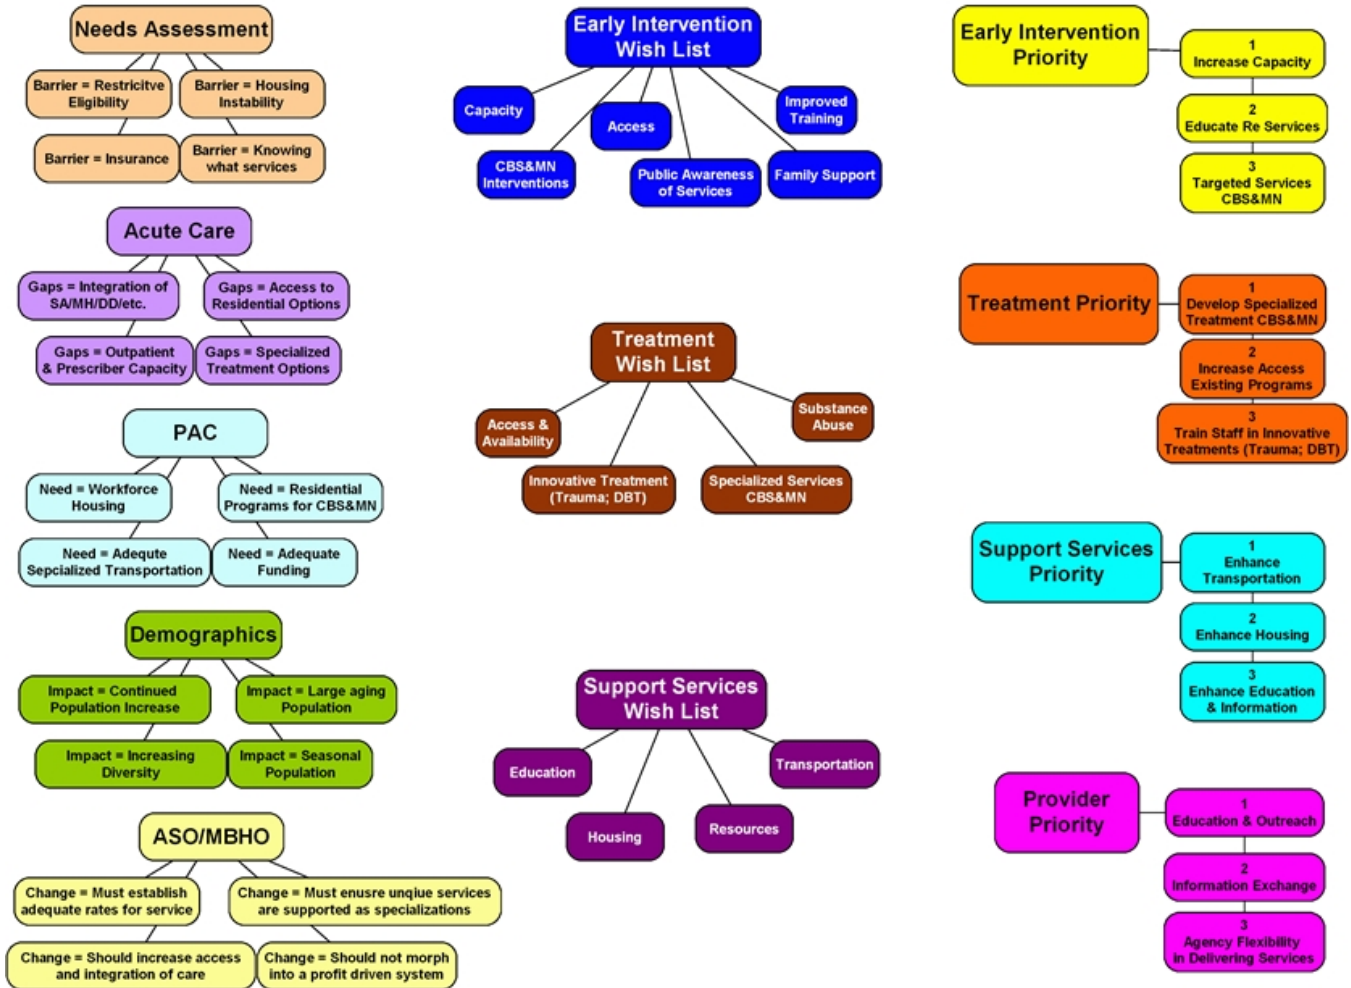 Needs Assessment
Barrier = Restricitve
Eligibility
Barrier = Housing
Instability
Barrier = Insurance
Barrier = Knowing
what services
Acute Care
Gaps = Integration of
SA/MH/DD/etc.
Gaps = Access to
Residential Options
Gaps = Outpatient
& Prescriber Capacity
Gaps = Specialized
Treatment Options
PAC
Need = Workforce
Housing
Need = Residential
Programs for CBS&MN
Need = Adequte
Sepcialized Transportation
Need = Adequate
Funding
Demographics
Impact = Continued
Population Increase
Impact = Large aging
Population
Impact = Increasing
Diversity
Impact = Seasonal
Population
ASO/MBHO
Change = Must establish
adequate rates for service
Change = Must enusre unqiue services
are supported as specializations
Change = Should increase access
and integration of care
Change = Should not morph
into a profit driven system
Early Intervention
Wish List
Capacity
CBS&MN
Interventions
Access
Public Awareness
of Services
Improved
Training
Family Support
Treatment
Wish List
Access &
Availability
Innovative Treatment
(Trauma; DBT)
Specialized Services
CBS&MN
Substance
Abuse
Support Services
Wish List
Education
Housing
Resources
Transportation
Early Intervention
Priority
1
Increase Capacity
2
Educate Re Services
3
Targeted Services
CBS&MN
Treatment Priority
1
Develop Specialized
Treatment CBS&MN
2
Increase Access
Existing Programs
3
Train Staff in Innovative
Treatments (Trauma; DBT)
Support Services
Priority
1
Enhance
Transportation
2
Enhance Housing
3
Enhance Education
& Information
Provider
Priority
1
Education & Outreach
2
Information Exchange
3
Agency Flexibility
in Delivering Services